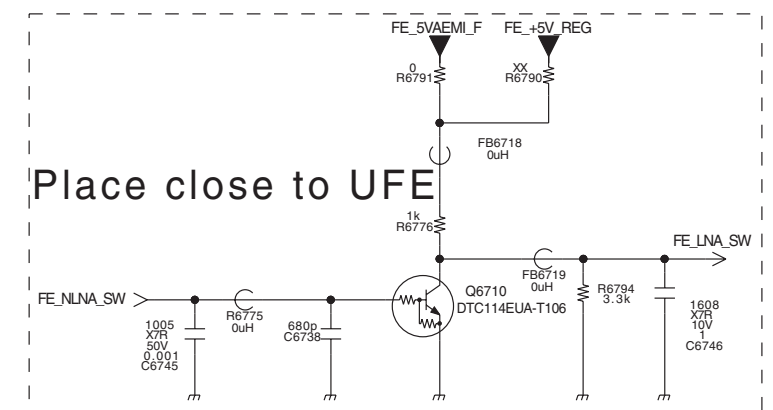 FE_5VAEMI_F
FE_+5V_REG
0
R6791
XX
R6790
FB6718
0uH
Place close to UFE
1k
R6776
FE_LNA_SW
FB6719
0uH
R6794
3.3k
Q6710
DTC114EUA-T106
FE_NLNA_SW
R6775
0uH
1005
X7R
50V
0.001
C6745
680p
C6738
1608
X7R
10V
1
C6746